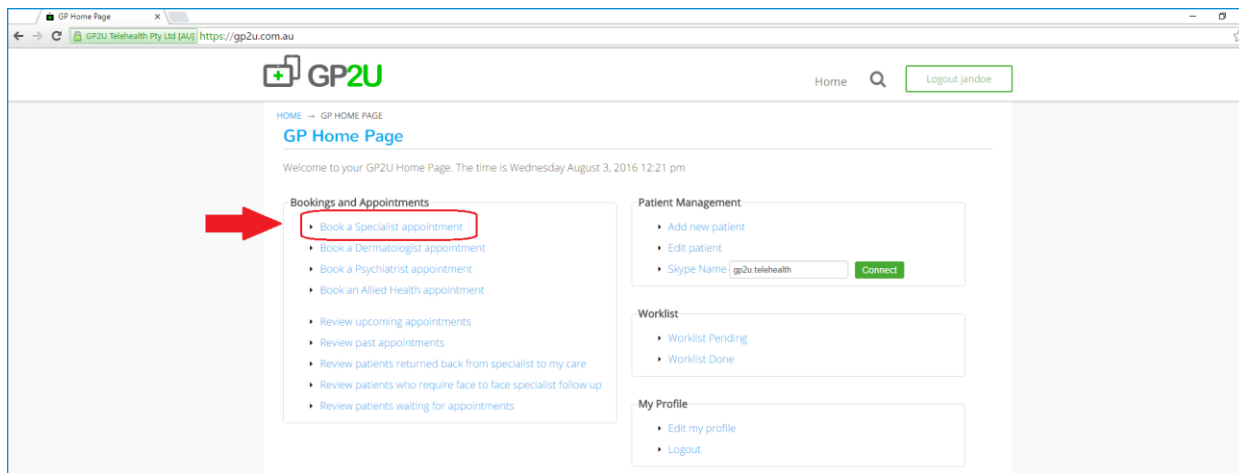 GP Home Page
GP2U Telehealth Pty Ltd [AU] https://gp2u.com.au
GP2U
Home
Logout jandoe
HOME → GP HOME PAGE
GP Home Page
Welcome to your GP2U Home Page. The time is Wednesday August 3, 2016 12:21 pm
Bookings and Appointments
Book a Specialist appointment
Book a Dermatologist appointment
Book a Psychiatrist appointment
Book an Allied Health appointment
Review upcoming appointments
Review past appointments
Review patients returned back from specialist to my care
Review patients who require face to face specialist follow up
Review patients waiting for appointments
Patient Management
Add new patient
Edit patient
Skype Name gp2u.telehealth Connect
Worklist
Worklist Pending
Worklist Done
My Profile
Edit my profile
Logout